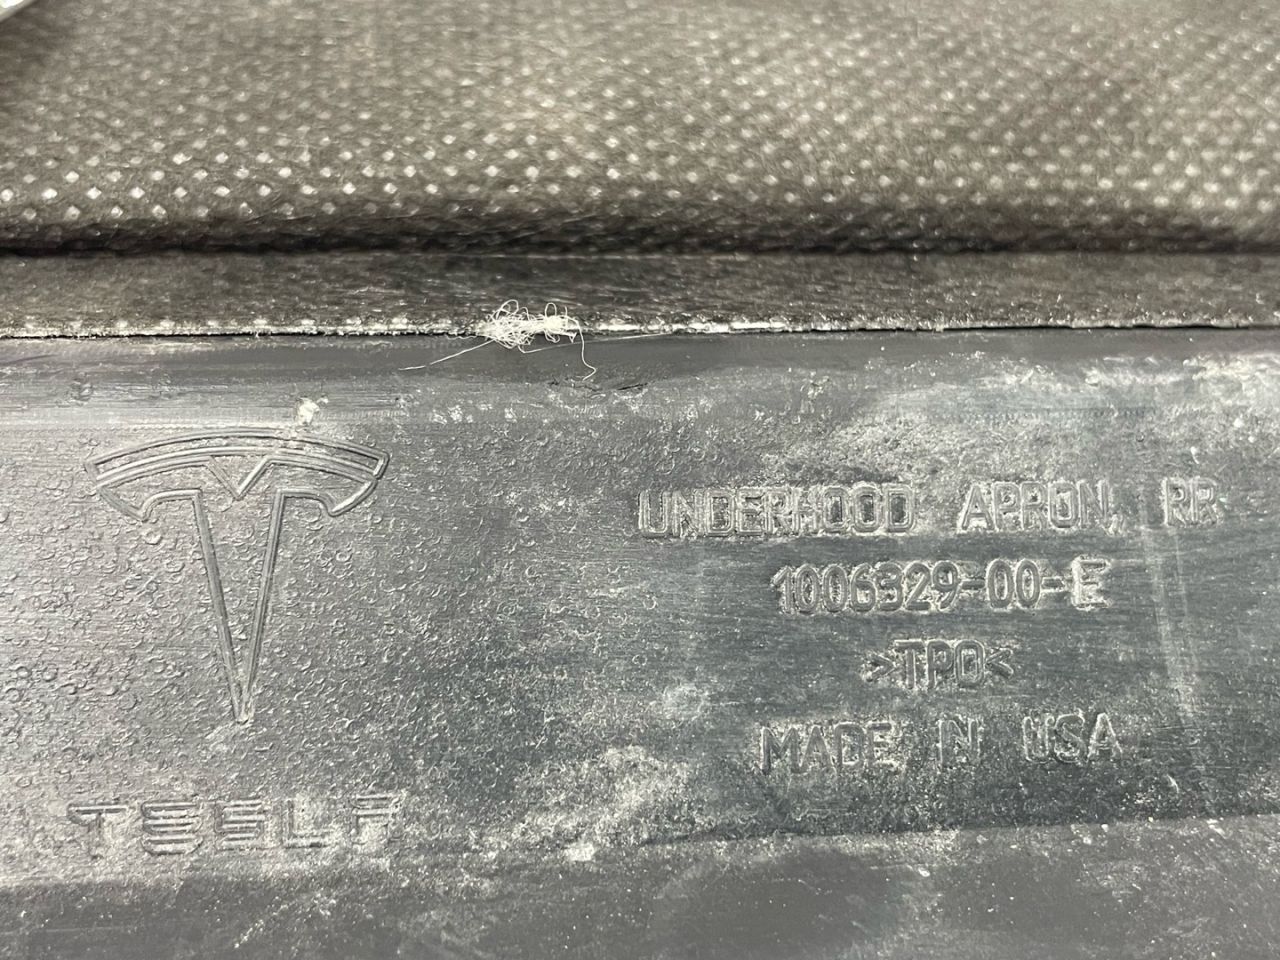 UNDERHOOD APRON, RR
1006329-00-E
>TPO<
MADE IN USA
TESLA